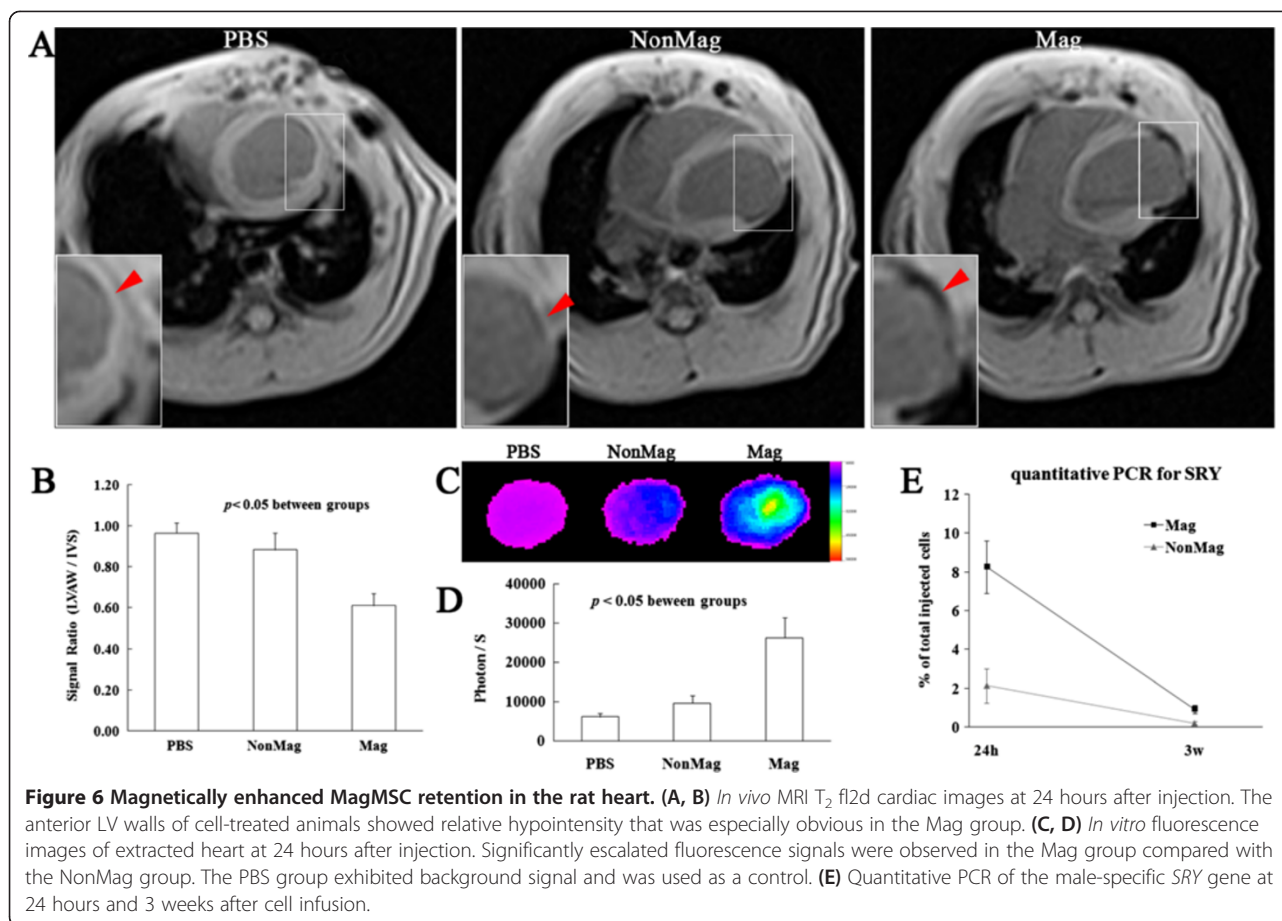 A
PBS
NonMag
Mag
B
1.20
1.00
0.80
0.60
0.40
0.20
0.00
Signal Ratio (LVAW / IVS)
p< 0.05 between groups
PBS
NonMag
Mag
C
PBS
NonMag
Mag
D
40000
30000
20000
10000
0
Photon / S
p < 0.05 beween groups
PBS
NonMag
Mag
E
quantitative PCR for SRY
12
10
8
6
4
2
0
% of total injected cells
Mag
NonMag
24h
3w
Figure 6 Magnetically enhanced MagMSC retention in the rat heart. (A, B) In vivo MRI T2 fl2d cardiac images at 24 hours after injection. The
anterior LV walls of cell-treated animals showed relative hypointensity that was especially obvious in the Mag group. (C, D) In vitro fluorescence
images of extracted heart at 24 hours after injection. Significantly escalated fluorescence signals were observed in the Mag group compared with
the NonMag group. The PBS group exhibited background signal and was used as a control. (E) Quantitative PCR of the male-specific SRY gene at
24 hours and 3 weeks after cell infusion.